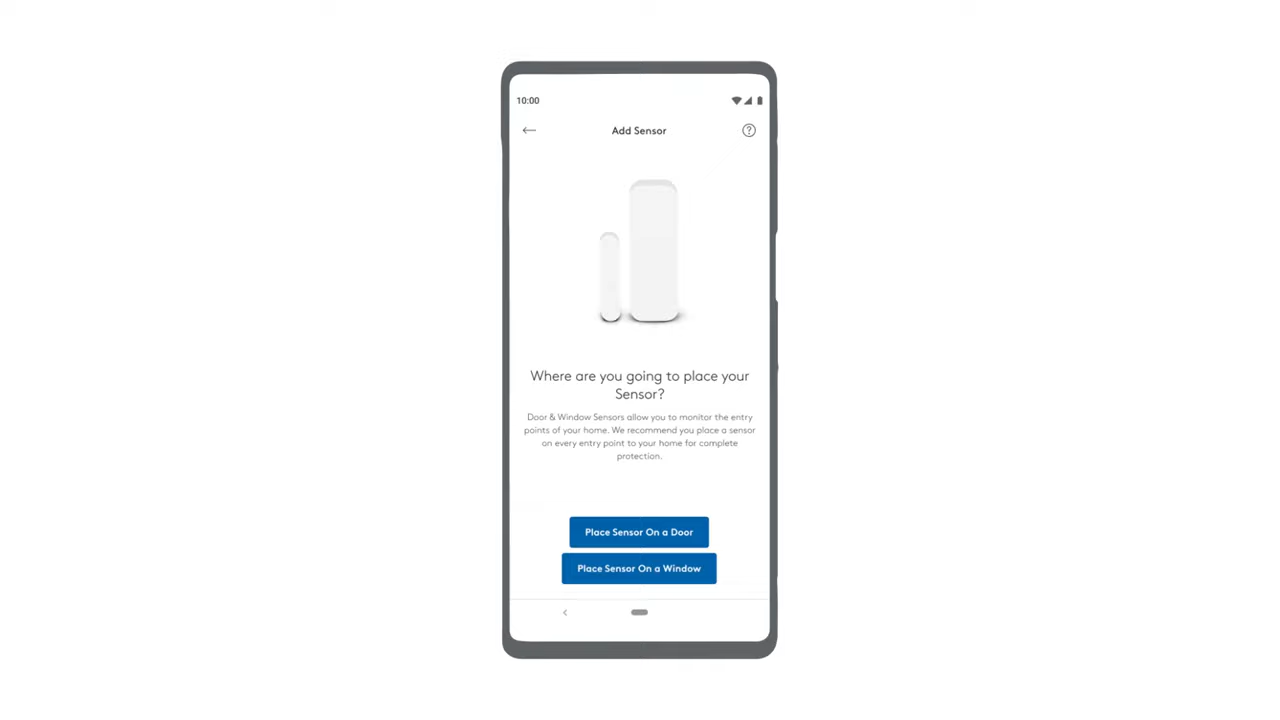 10:00
Add Sensor
Where are you going to place your
Sensor?
Door & Window Sensors allow you to monitor the entry
points of your home. We recommend you place a sensor
on every entry point to your home for complete
protection.
Place Sensor On a Door
Place Sensor On a Window